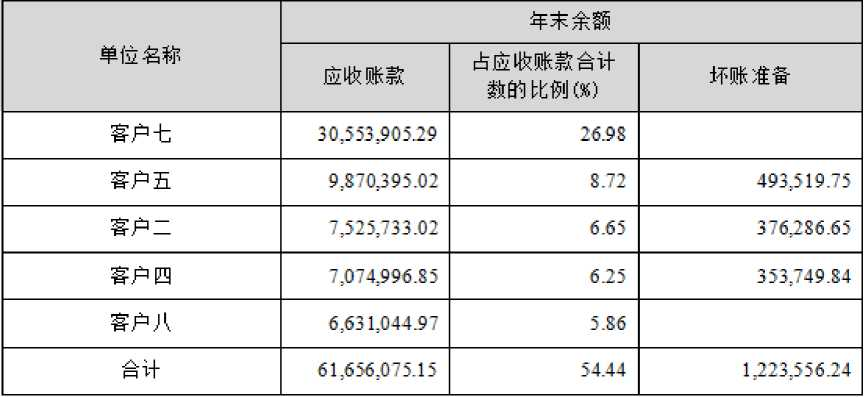 单位名称
年末余额
应收账款
占应收账款合计
数的比例(%)
坏账准备
客户七 30,553,905.29 26.98
客户五 9,870,395.02 8.72 493,519.75
客户二 7,525,733.02 6.65 376,286.65
客户四 7,074,996.85 6.25 353,749.84
客户八 6,631,044.97 5.86
合计 61,656,075.15 54.44 1,223,556.24